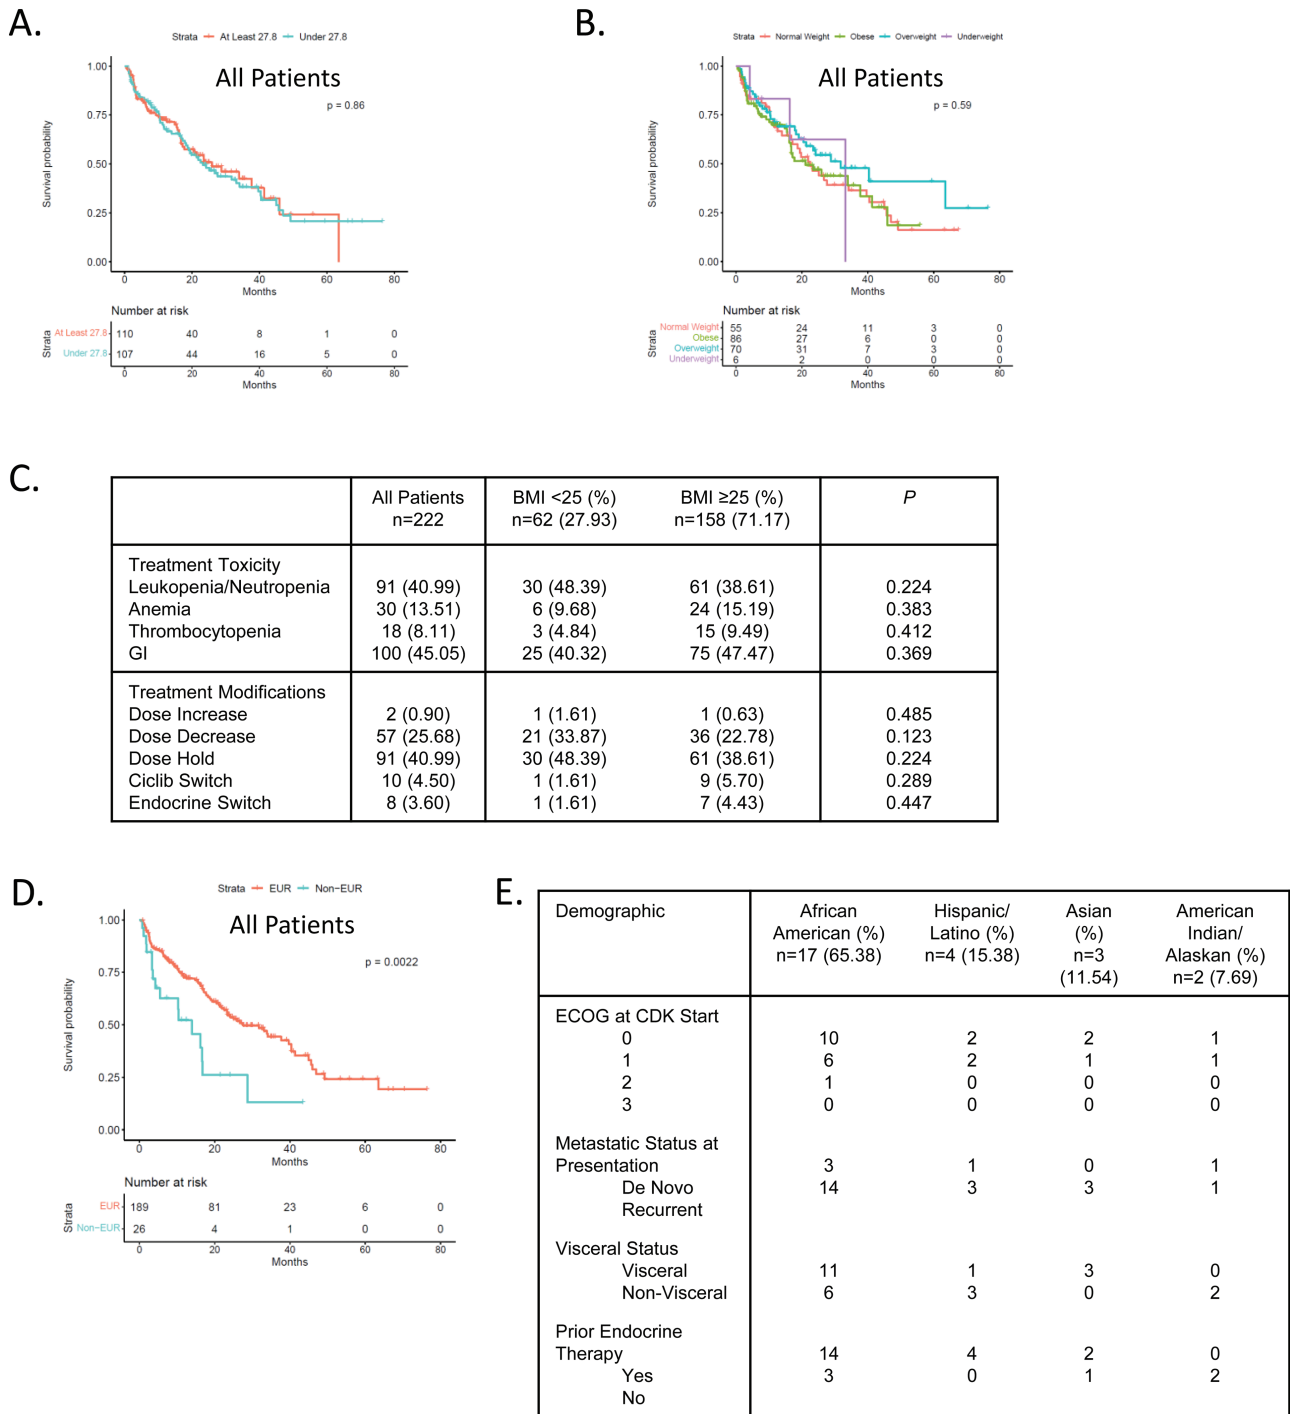 A.
Strata At Least 27.8 Under 27.8
All Patients
p = 0.86
Survival probability
1.00
0.75
0.50
0.25
0.00
0 20 40 60 80
Months
Number at risk
Strata
At Least 27.8 110 40 8 1 0
Under 27.8 107 44 16 5 0
0 20 40 60 80
Months
B.
Strata Normal Weight Obese Overweight Underweight
All Patients
p = 0.59
Survival probability
1.00
0.75
0.50
0.25
0.00
0 20 40 60 80
Months
Number at risk
Strata
Normal Weight 55 24 11 3 0
Obese 86 27 6 0 0
Overweight 70 31 7 3 0
Underweight 6 2 0 0 0
0 20 40 60 80
Months
C.
All Patients BMI <25 (%) BMI ≥25 (%) P
n=222 n=62 (27.93) n=158 (71.17)
Treatment Toxicity
Leukopenia/Neutropenia 91 (40.99) 30 (48.39) 61 (38.61) 0.224
Anemia 30 (13.51) 6 (9.68) 24 (15.19) 0.383
Thrombocytopenia 18 (8.11) 3 (4.84) 15 (9.49) 0.412
GI 100 (45.05) 25 (40.32) 75 (47.47) 0.369
Treatment Modifications
Dose Increase 2 (0.90) 1 (1.61) 1 (0.63) 0.485
Dose Decrease 57 (25.68) 21 (33.87) 36 (22.78) 0.123
Dose Hold 91 (40.99) 30 (48.39) 61 (38.61) 0.224
Ciclib Switch 10 (4.50) 1 (1.61) 9 (5.70) 0.289
Endocrine Switch 8 (3.60) 1 (1.61) 7 (4.43) 0.447
D.
Strata EUR Non-EUR
All Patients
p = 0.0022
Survival probability
1.00
0.75
0.50
0.25
0.00
0 20 40 60 80
Months
Number at risk
Strata
EUR 189 81 23 6 0
Non-EUR 26 4 1 0 0
0 20 40 60 80
Months
E.
Demographic African Hispanic/ Asian American
American (%) Latino (%) (%) Indian/
n=17 (65.38) n=4 (15.38) n=3 Alaskan (%)
(11.54) n=2 (7.69)
ECOG at CDK Start
0 10 2 2 1
1 6 2 1 1
2 1 0 0 0
3 0 0 0 0
Metastatic Status at
Presentation 3 1 0 1
De Novo 14 3 3 1
Recurrent
Visceral Status
Visceral 11 1 3 0
Non-Visceral 6 3 0 2
Prior Endocrine
Therapy 14 4 2 0
Yes 3 0 1 2
No